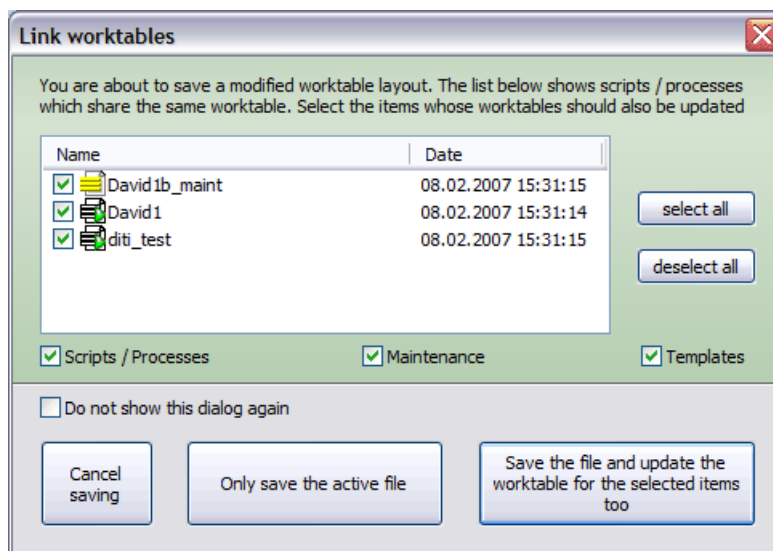 Link worktables
You are about to save a modified worktable layout. The list below shows scripts / processes
which share the same worktable. Select the items whose worktables should also be updated
Name Date
David1b_maint 08.02.2007 15:31:15
David1 08.02.2007 15:31:14
diti_test 08.02.2007 15:31:15
select all
deselect all
Scripts / Processes Maintenance Templates
Do not show this dialog again
Cancel
saving
Only save the active file
Save the file and update the
worktable for the selected items
too